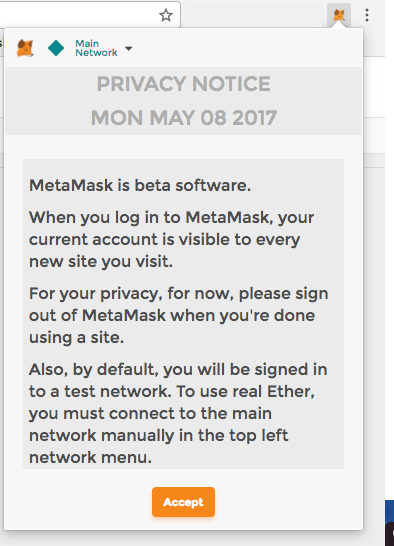 Main
Network
PRIVACY NOTICE
MON MAY 08 2017
MetaMask is beta software.
When you log in to MetaMask, your
current account is visible to every
new site you visit.
For your privacy, for now, please sign
out of MetaMask when you're done
using a site.
Also, by default, you will be signed in
to a test network. To use real Ether,
you must connect to the main
network manually in the top left
network menu.
Accept